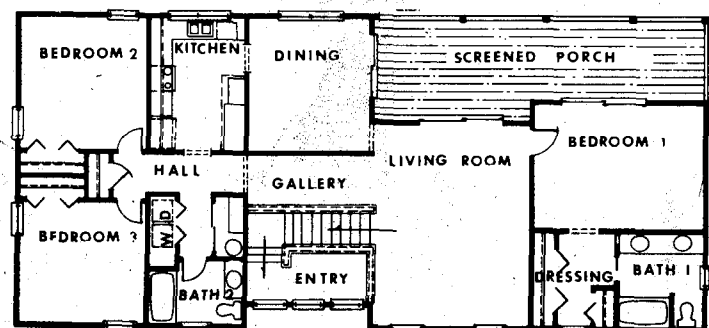 BEDROOM 2
KITCHEN
DINING
SCREENED PORCH
BEDROOM 1
LIVING ROOM
HALL
GALLERY
D
W
BEDROOM 3
ENTRY
DRESSING
BATH 1
BATH 2